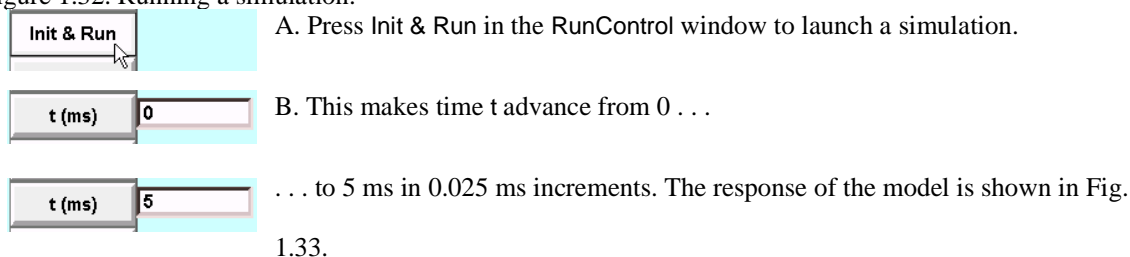 Figure 1.32. Running a simulation.
Init & Run
A. Press Init & Run in the RunControl window to launch a simulation.
t (ms)
0
B. This makes time t advance from 0 . . .
t (ms)
5
. . . to 5 ms in 0.025 ms increments. The response of the model is shown in Fig.
1.33.